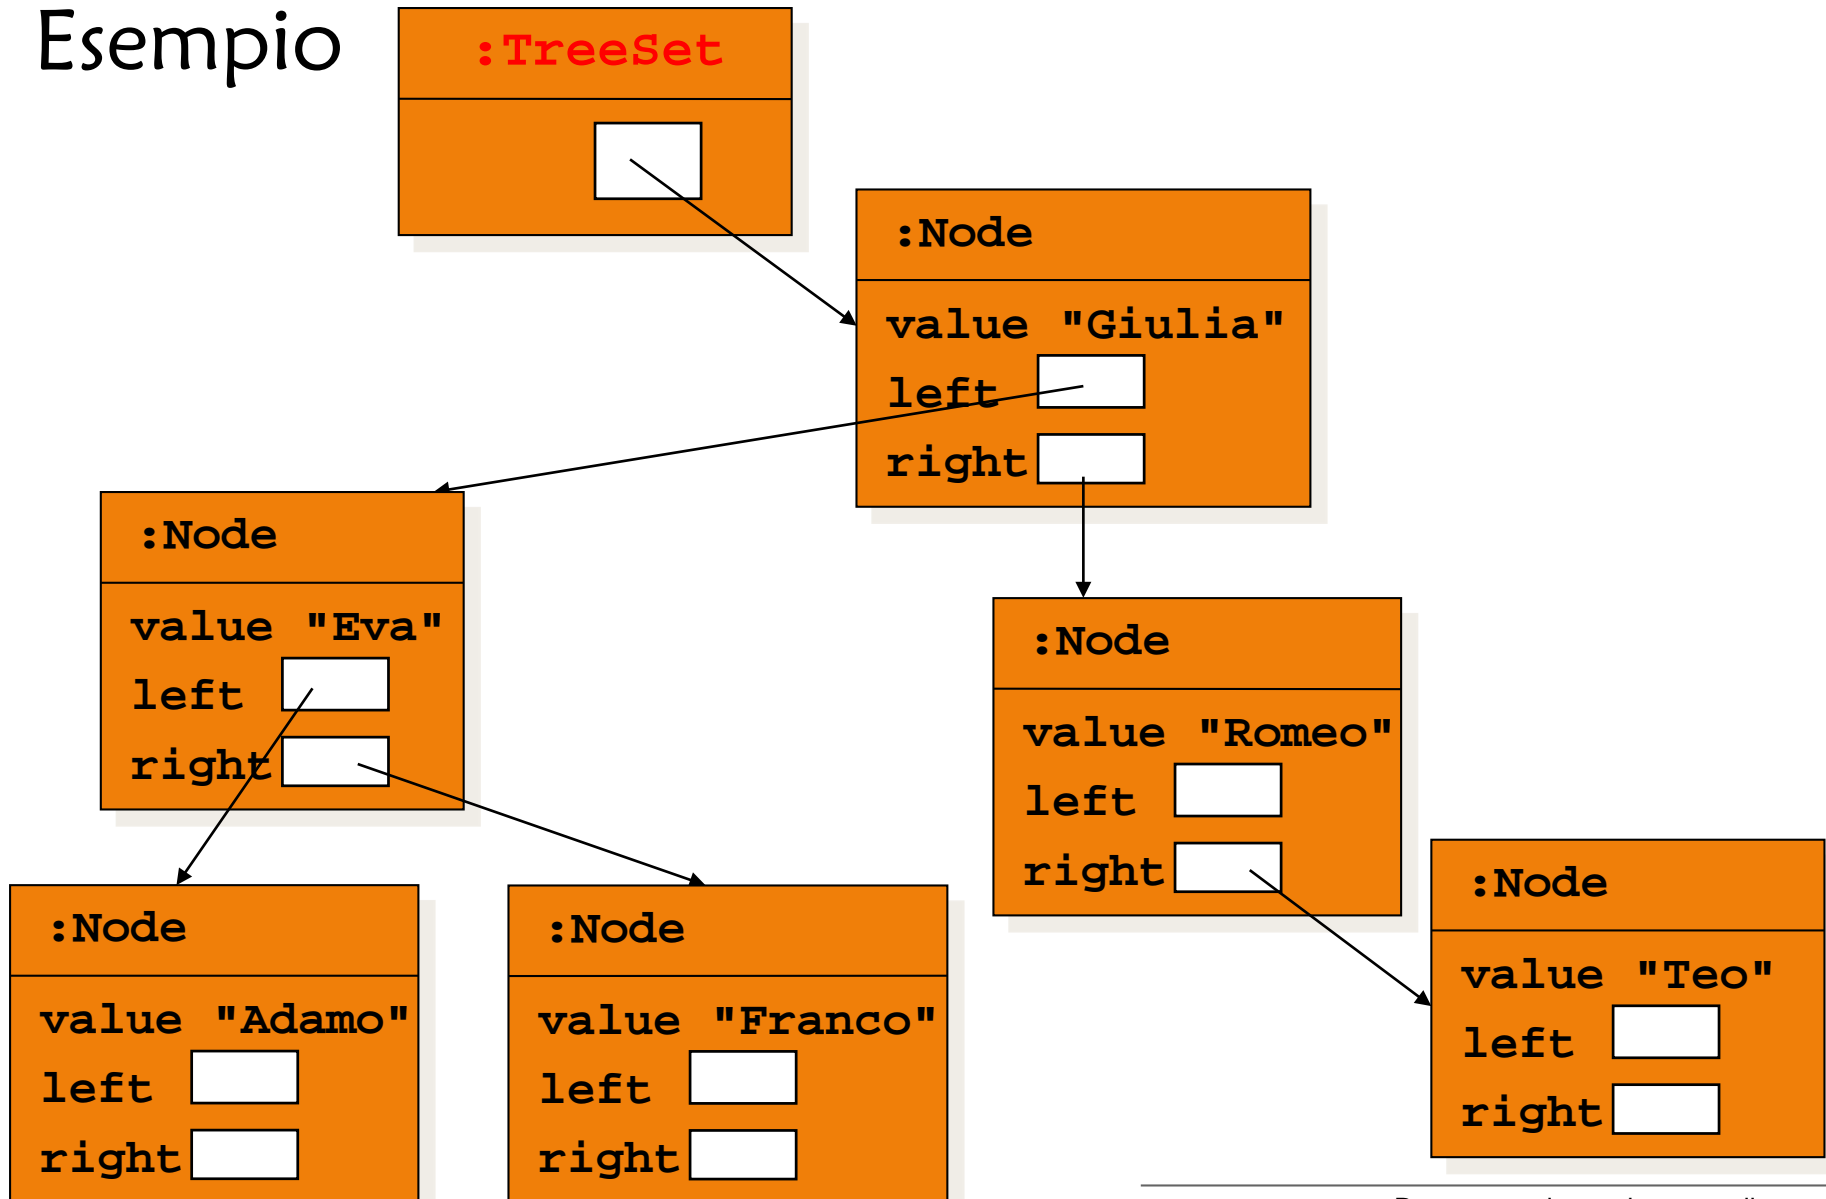 Esempio
:TreeSet
:Node
value "Giulia"
left
right
:Node
value "Eva"
left
right
:Node
value "Romeo"
left
right
:Node
value "Adamo"
left
right
:Node
value "Franco"
left
right
:Node
value "Teo"
left
right